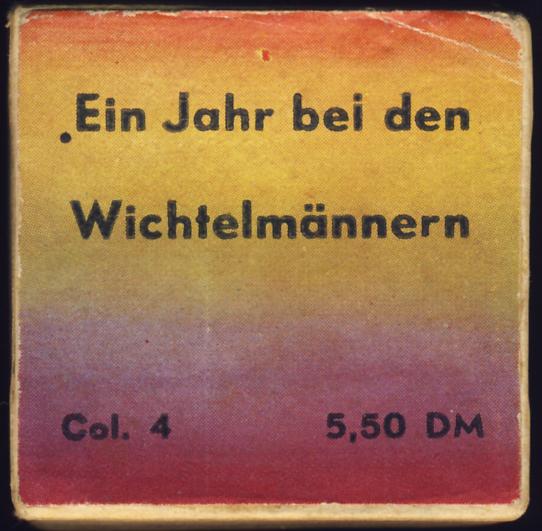 Ein Jahr bei den
Wichtelmännern
Col. 4 5,50 DM